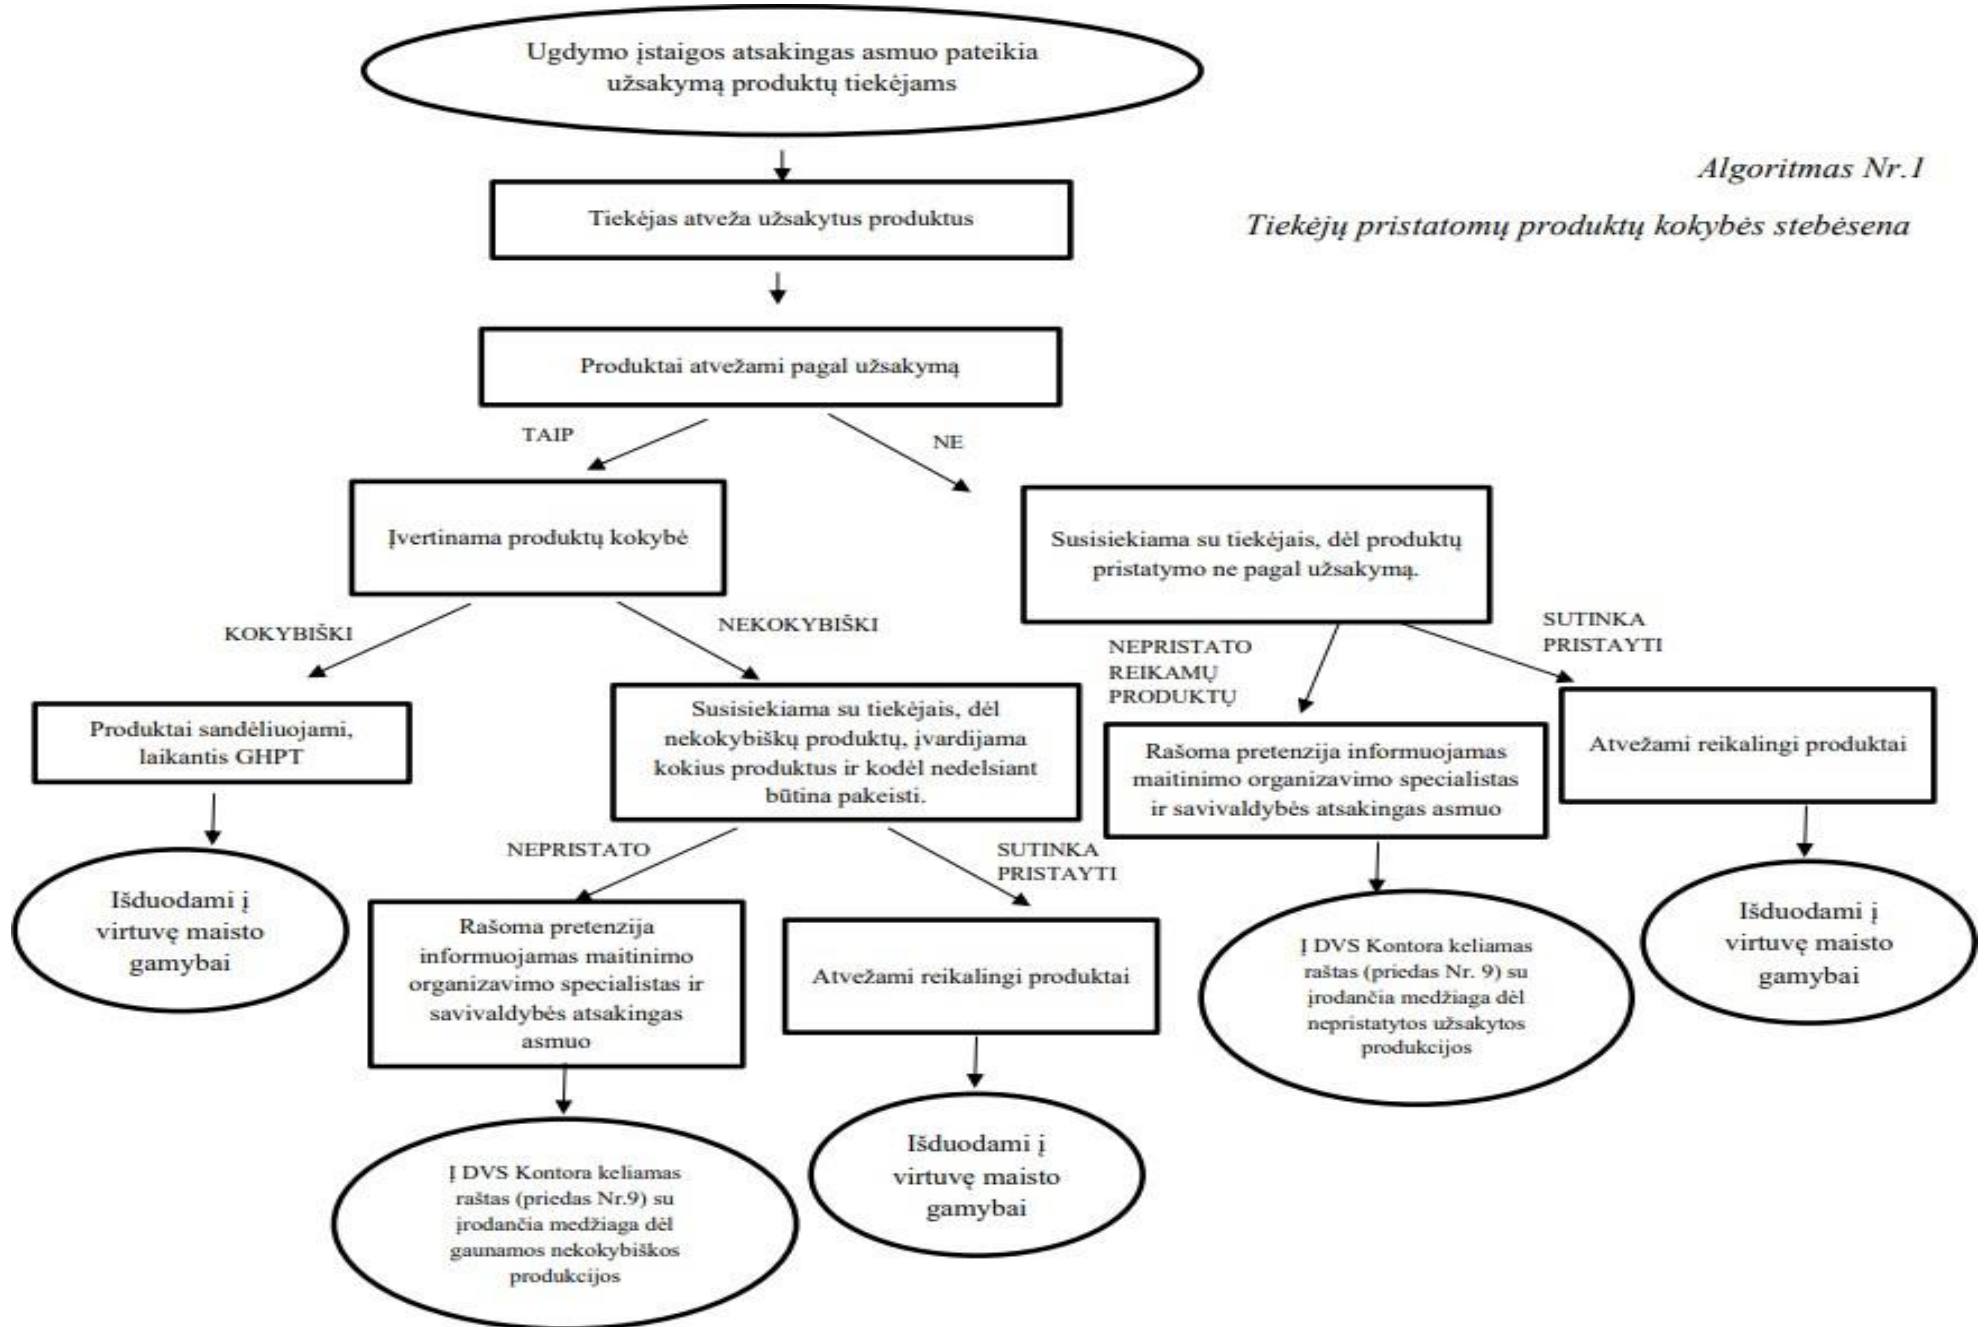 Ugdymo įstaigos atsakingas asmuo pateikia
užsakymą produktų tiekėjams
Algoritmas Nr.1
Tiekėjų pristatomų produktų kokybės stebėsena
Tiekėjas atveža užsakytus produktus
Produktai atvežami pagal užsakymą
TAIP
NE
Įvertinama produktų kokybė
Susisiekiama su tiekėjais, dėl produktų
pristatymo ne pagal užsakymą.
KOKYBIŠKI
NEKOKYBIŠKI
NEPRISTATO
REIKAMŲ
PRODUKTŲ
SUTINKA
PRISTAYTI
Produktai sandėliuojami,
laikantis GHPT
Susisiekiama su tiekėjais, dėl
nekokybiškų produktų, įvardijama
kokius produktus ir kodėl nedelsiant
būtina pakeisti.
Rašoma pretenzija informuojamas
maitinimo organizavimo specialistas
ir savivaldybės atsakingas asmuo
Atvežami reikalingi produktai
NEPRISTATO
SUTINKA
PRISTAYTI
Išduodami į
virtuvę maisto
gamybai
Rašoma pretenzija
informuojamas maitinimo
organizavimo specialistas ir
savivaldybės atsakingas
asmuo
Atvežami reikalingi produktai
Į DVS Kontora keliamas
raštas (priedas Nr. 9) su
įrodančia medžiaga dėl
nepristatytos užsakytos
produkcijos
Išduodami į
virtuvę maisto
gamybai
Į DVS Kontora keliamas
raštas (priedas Nr.9) su
įrodančia medžiaga dėl
gaunamos nekokybiškos
produkcijos
Išduodami į
virtuvę maisto
gamybai